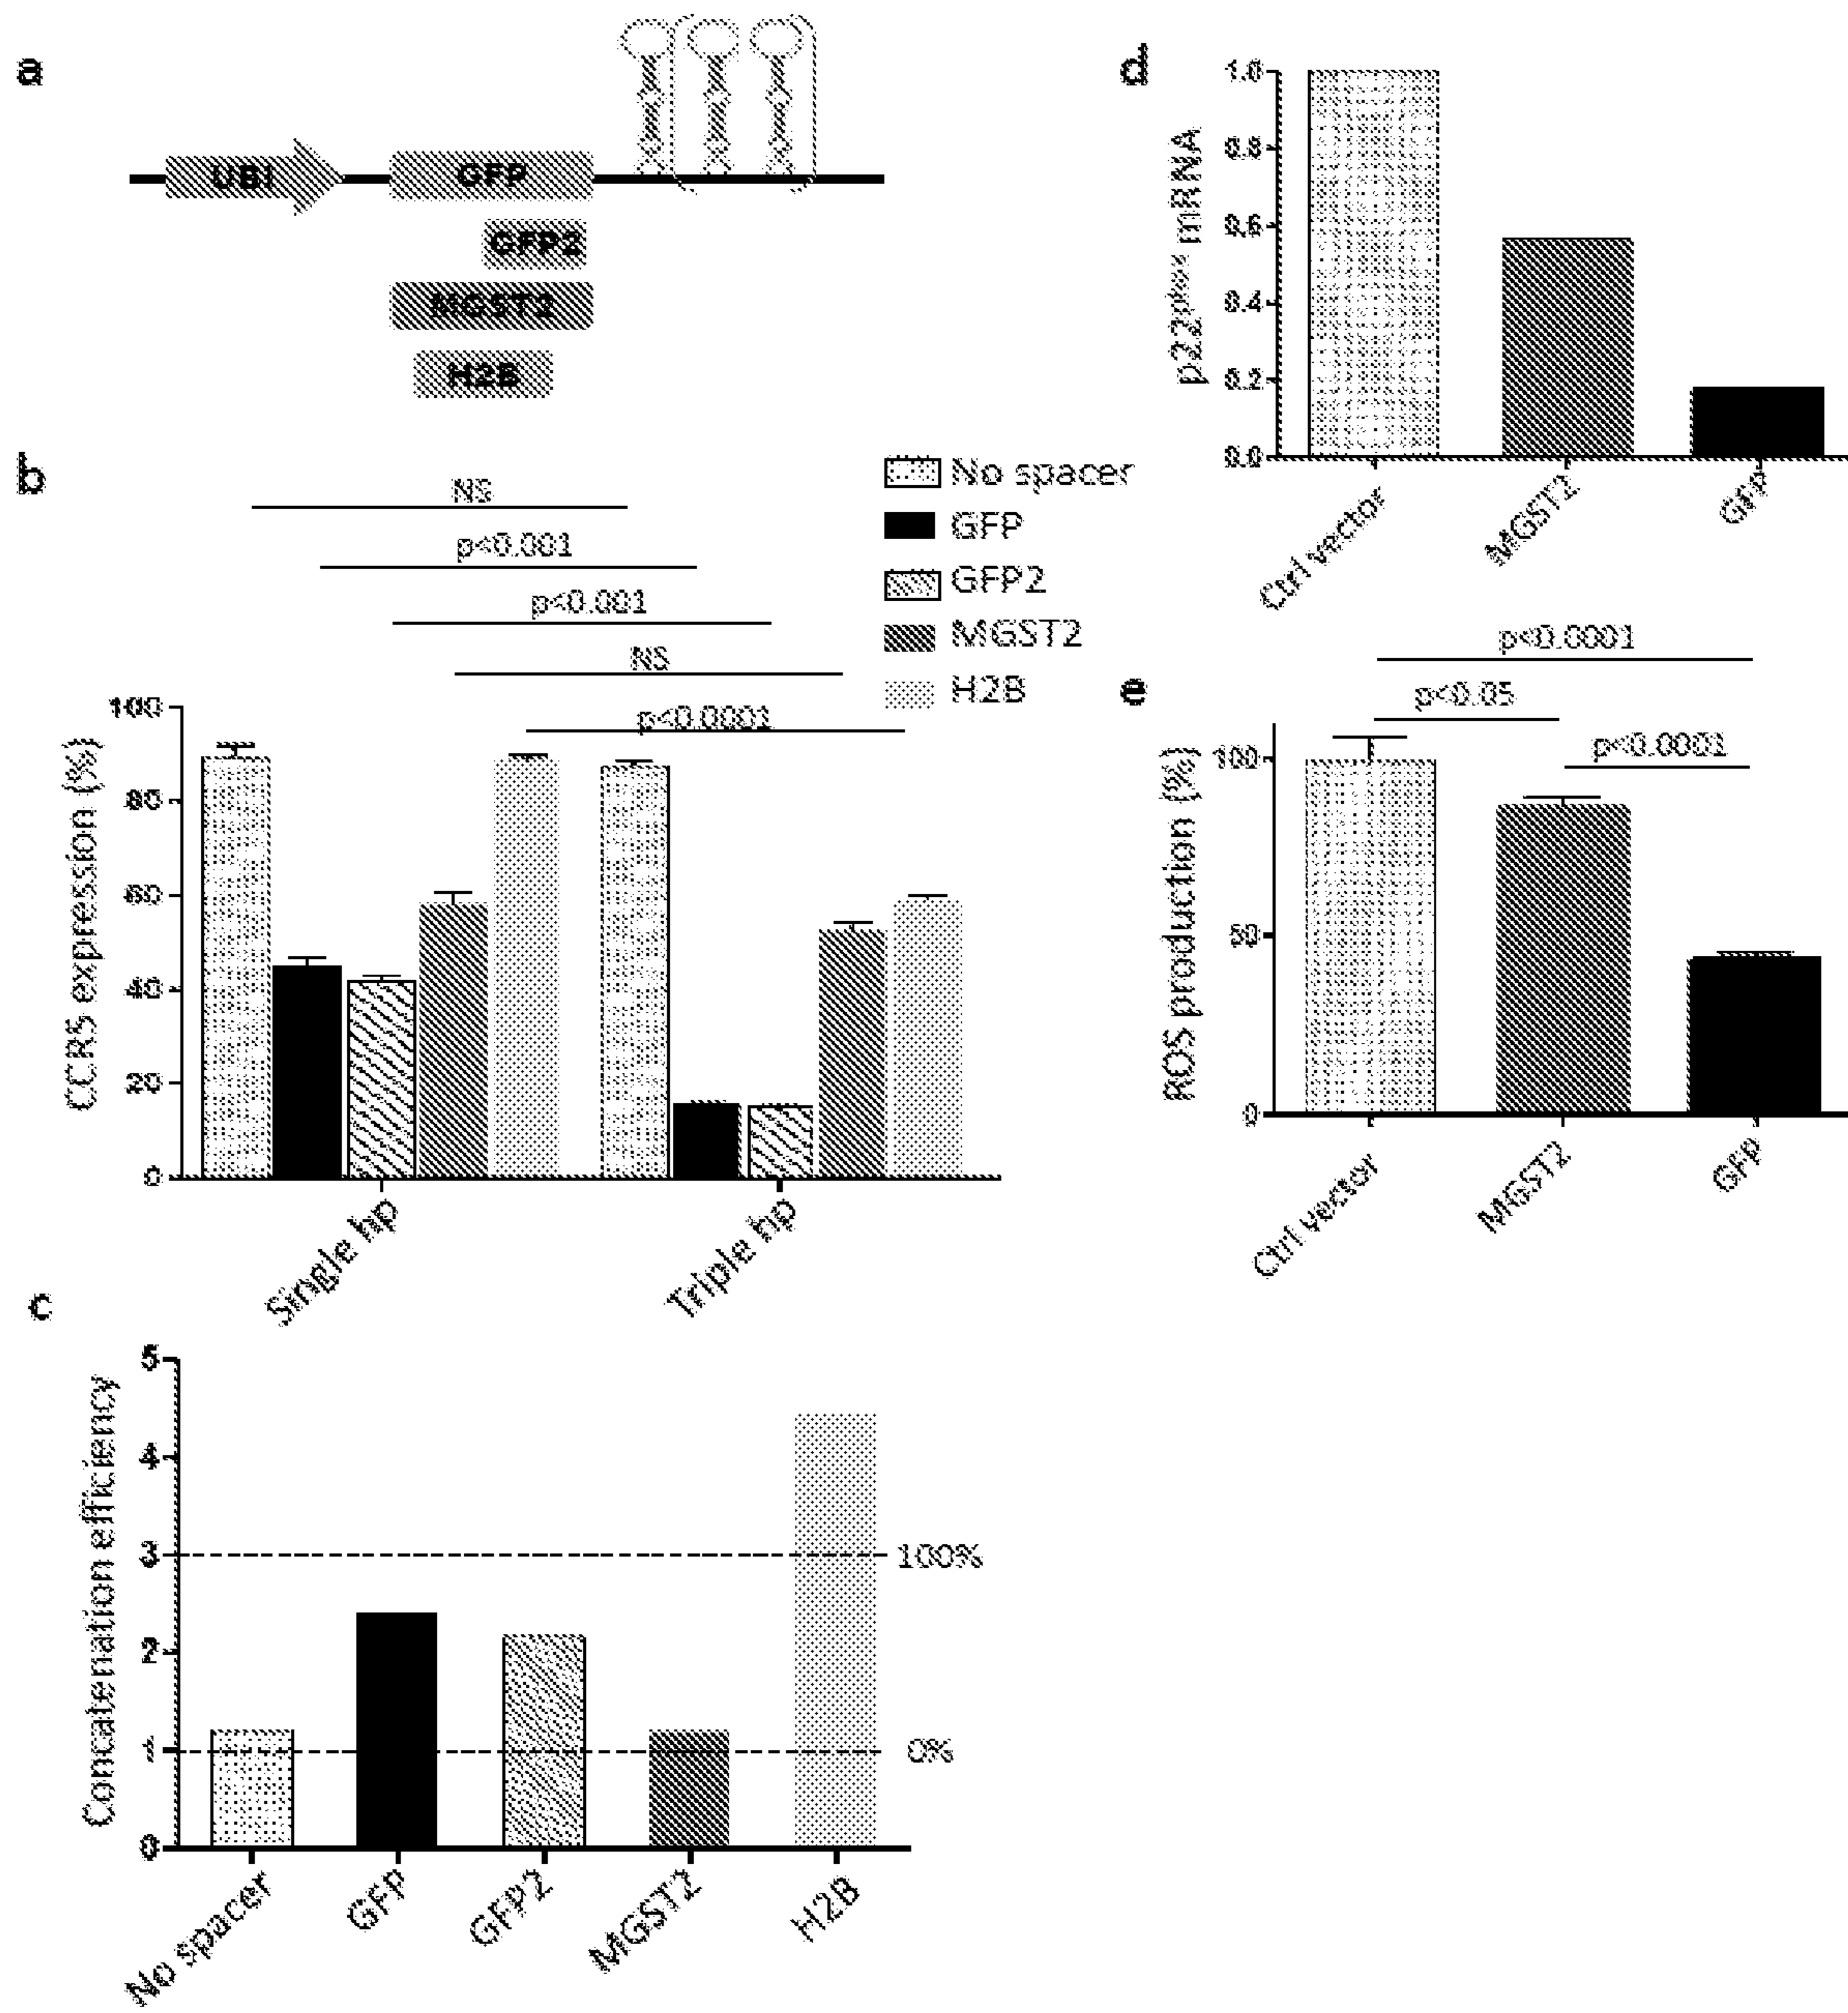 a
UBI
GFP
GFP2
MGST2
H2B
b
No spacer
GFP
GFP2
MGST2
H2B
NS
p<0.001
p<0.001
NS
p<0.0001
CCR5 expression (%)
100
80
60
40
20
0
Single hp
Triple hp
c
Concatenation efficiency
5
4
3
2
1
0
100%
0%
No spacer
GFP
GFP2
MGST2
H2B
d
p22 mRNA
1.0
0.8
0.6
0.4
0.2
0.0
Ctrl vector
MGST2
GFP
e
p<0.0001
p<0.05
p<0.0001
ROS production (%)
100
50
0
Ctrl vector
MGST2
GFP